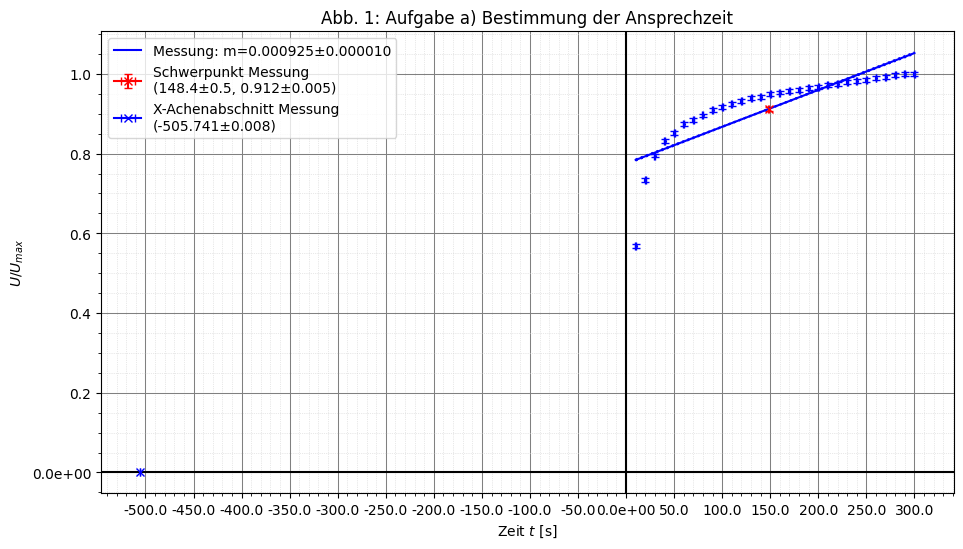 Abb. 1: Aufgabe a) Bestimmung der Ansprechzeit
Messung: m=0.000925±0.000010
Schwerpunkt Messung
(148.4±0.5, 0.912±0.005)
X-Achenabschnitt Messung
(-505.741±0.008)
U/U_max
1.0
0.8
0.6
0.4
0.2
0.0e+00
-500.0 -450.0 -400.0 -350.0 -300.0 -250.0 -200.0 -150.0 -100.0 -50.0 0.0e+00 50.0 100.0 150.0 200.0 250.0 300.0
Zeit t [s]